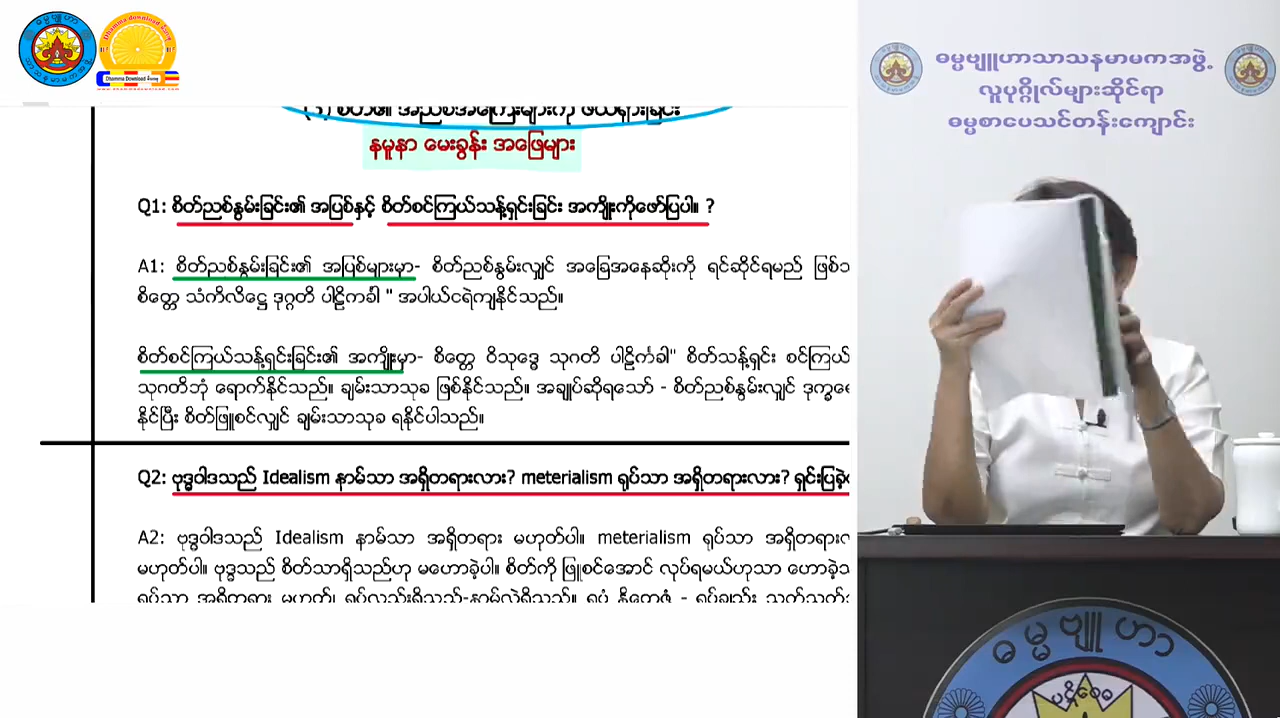 နမူနာ မေးခွန်း အဖြေများ
Q1: စိတ်ညစ်နွမ်းခြင်း၏ အပြစ်နှင့် စိတ်စင်ကြယ်သန့်ရှင်းခြင်း အကျိုးကိုဖော်ပြပါ။ ?
A1: စိတ်ညစ်နွမ်းခြင်း၏ အပြစ်များမှာ- စိတ်ညစ်နွမ်းလျှင် အခြေအနေဆိုးကို ရင်ဆိုင်ရမည်
စိတ္တေ သံကိလိဋ္ဌေ ဒုဂ္ဂတိ ပါဠိကင်္ခါ " အပါယ်ငရဲကျနိုင်သည်။
စိတ်စင်ကြယ်သန့်ရှင်းခြင်း၏ အကျိုးမှာ- စိတ္တေ ဝိသုဒ္ဓေ သုဂတိ ပါဠိင်္ကခါ" စိတ်သန့်ရှင်း စင်ကြယ်
သုဂတိဘုံ ရောက်နိုင်သည်။ ချမ်းသာသုခ ဖြစ်နိုင်သည်။ အချုပ်ဆိုရသော် - စိတ်ညစ်နွမ်းလျှင်
နိုင်ပြီး စိတ်ဖြူစင်လျှင် ချမ်းသာသုခ ရနိုင်ပါသည်။
Q2: ဗုဒ္ဓဝါဒသည် Idealism နာမ်သာ အရှိတရားလား? meterialism ရုပ်သာ အရှိတရားလား?
A2: ဗုဒ္ဓဝါဒသည် Idealism နာမ်သာ အရှိတရား မဟုတ်ပါ။ meterialism ရုပ်သာ
မဟုတ်ပါ။ ဗုဒ္ဓသည် စိတ်သာရှိသည်ဟု မဟောခဲ့ပါ။ စိတ်ကို ဖြူစင်အောင် လုပ်ရမယ်ဟုသာ
ဓမ္မဗျူဟာသာသနမာမကအဖွဲ့
လူပုဂ္ဂိုလ်များဆိုင်ရာ
ဓမ္မစာပေသင်တန်းကျောင်း
ဓမ္မဗျူဟာ